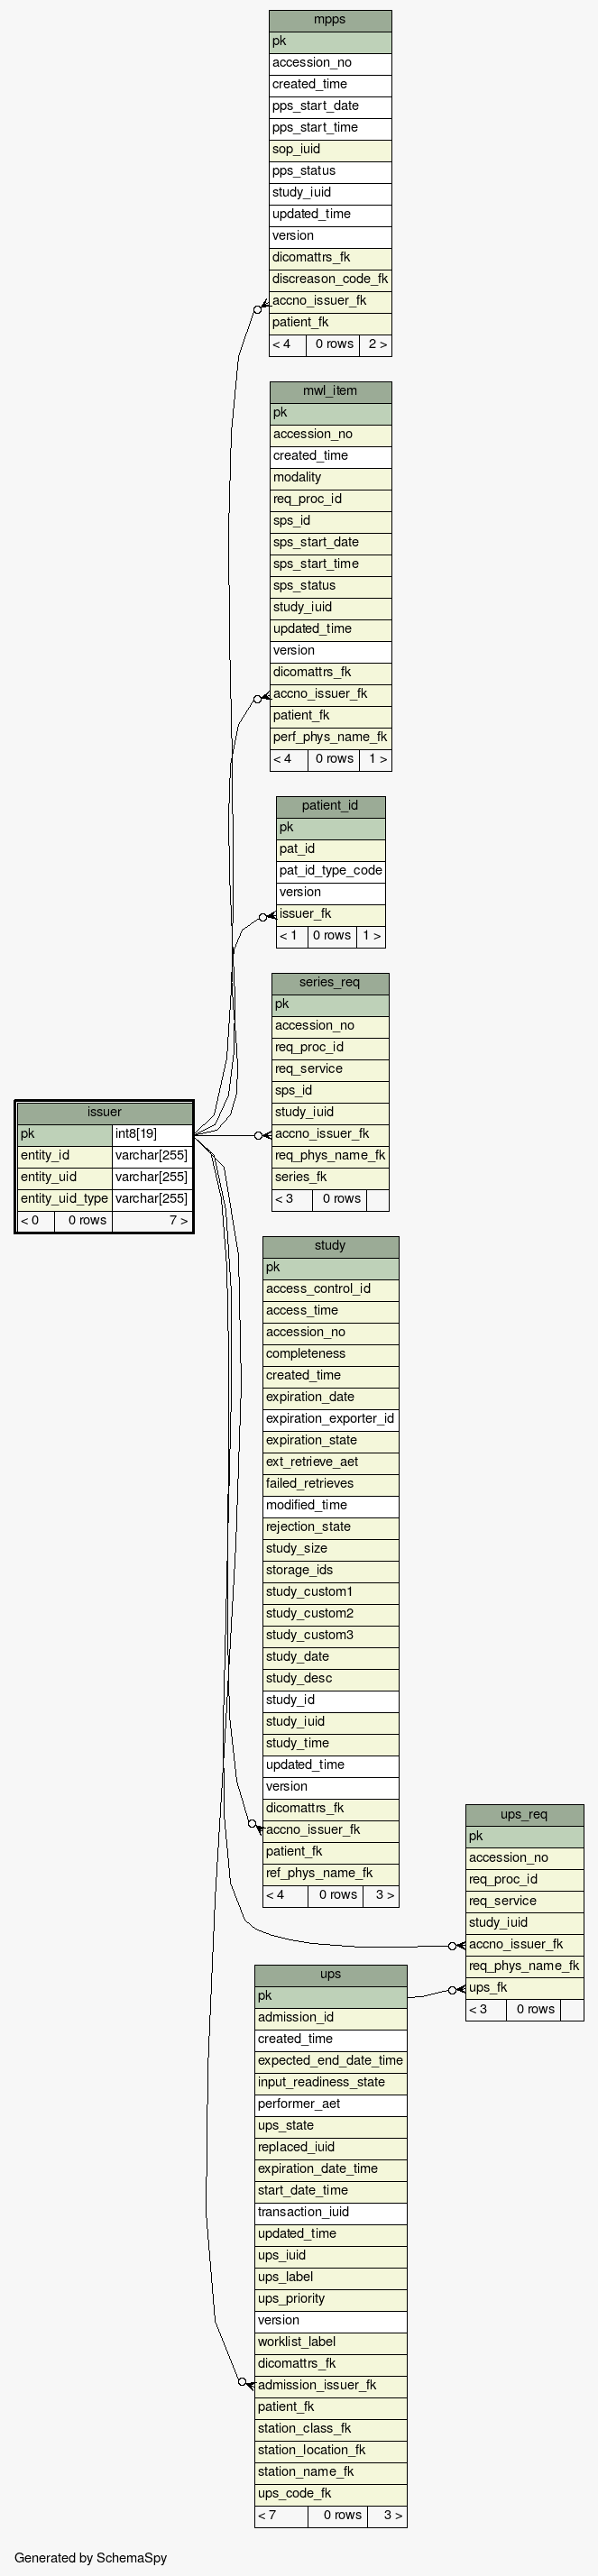 mpps
pk
accession_no
created_time
pps_start_date
pps_start_time
sop_iuid
pps_status
study_iuid
updated_time
version
dicomattrs_fk
discreason_code_fk
accno_issuer_fk
patient_fk
< 4 0 rows 2 >
mwl_item
pk
accession_no
created_time
modality
req_proc_id
sps_id
sps_start_date
sps_start_time
sps_status
study_iuid
updated_time
version
dicomattrs_fk
accno_issuer_fk
patient_fk
perf_phys_name_fk
< 4 0 rows 1 >
patient_id
pk
pat_id
pat_id_type_code
version
issuer_fk
< 1 0 rows 1 >
series_req
pk
accession_no
req_proc_id
req_service
sps_id
study_iuid
accno_issuer_fk
req_phys_name_fk
series_fk
< 3 0 rows
issuer
pk int8[19]
entity_id varchar[255]
entity_uid varchar[255]
entity_uid_type varchar[255]
< 0 0 rows 7 >
study
pk
access_control_id
access_time
accession_no
completeness
created_time
expiration_date
expiration_exporter_id
expiration_state
ext_retrieve_aet
failed_retrieves
modified_time
rejection_state
study_size
storage_ids
study_custom1
study_custom2
study_custom3
study_date
study_desc
study_id
study_iuid
study_time
updated_time
version
dicomattrs_fk
accno_issuer_fk
patient_fk
ref_phys_name_fk
< 4 0 rows 3 >
ups_req
pk
accession_no
req_proc_id
req_service
study_iuid
accno_issuer_fk
req_phys_name_fk
ups_fk
< 3 0 rows
ups
pk
admission_id
created_time
expected_end_date_time
input_readiness_state
performer_aet
ups_state
replaced_iuid
expiration_date_time
start_date_time
transaction_iuid
updated_time
ups_iuid
ups_label
ups_priority
version
worklist_label
dicomattrs_fk
admission_issuer_fk
patient_fk
station_class_fk
station_location_fk
station_name_fk
ups_code_fk
< 7 0 rows 3 >
Generated by SchemaSpy